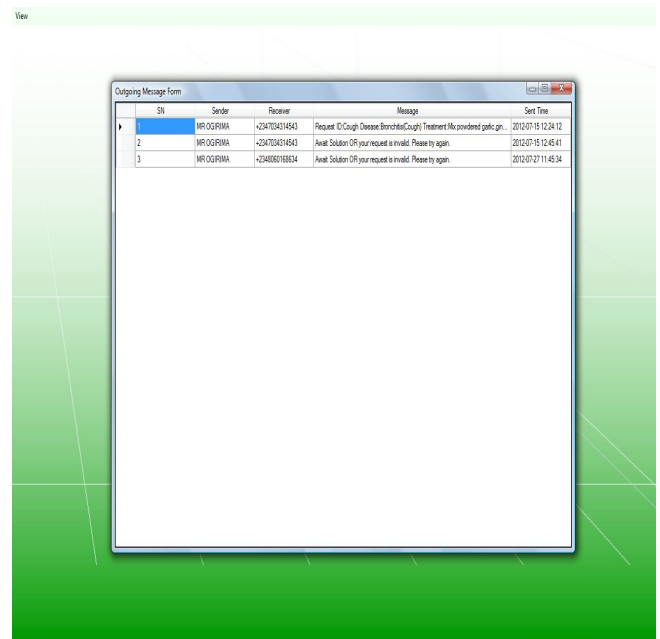 View
Outgoing Message Form
SN Sender Receiver Message Sent Time
1 MR OGIRIMA +2347034314543 Request ID:Cough Disease:Bronchitis(Cough) Treatment:Mix powdered garlic,gin... 2012-07-15 12:24:12
2 MR OGIRIMA +2347034314543 Await Solution OR your request is invalid. Please try again. 2012-07-15 12:45:41
3 MR OGIRIMA +2348060168634 Await Solution OR your request is invalid. Please try again. 2012-07-27 11:45:34